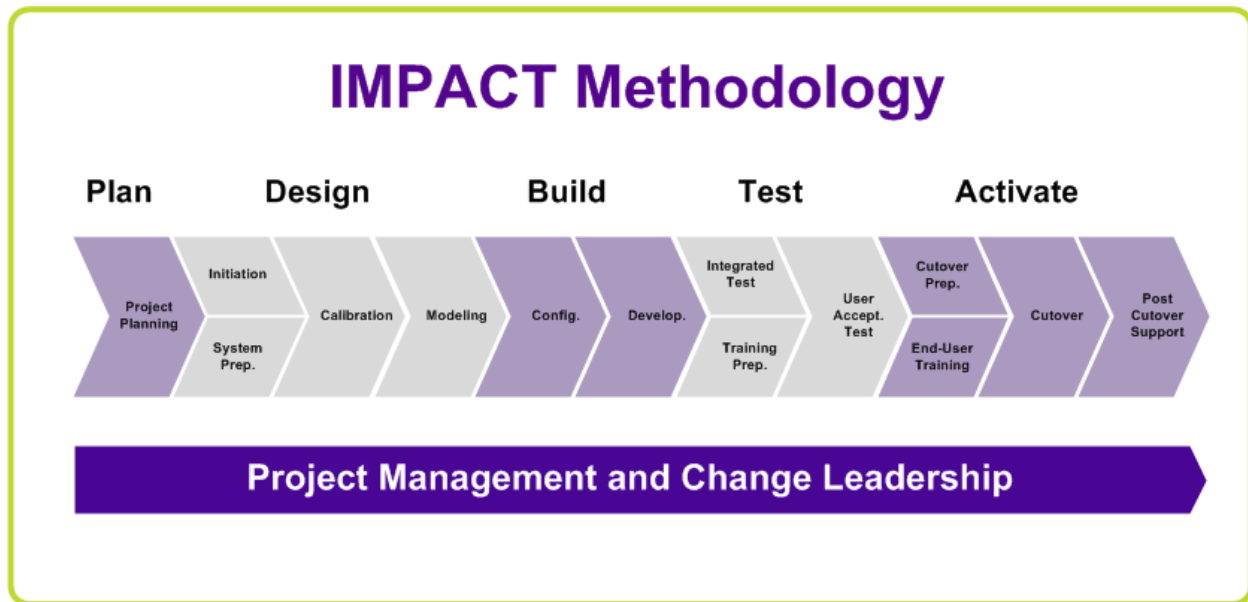 IMPACT Methodology
Plan
Design
Build
Test
Activate
Project
Planning
Initiation
System
Prep.
Calibration
Modeling
Config.
Develop.
Integrated
Test
Training
Prep.
User
Accept.
Test
Cutover
Prep.
End-User
Training
Cutover
Post
Cutover
Support
Project Management and Change Leadership